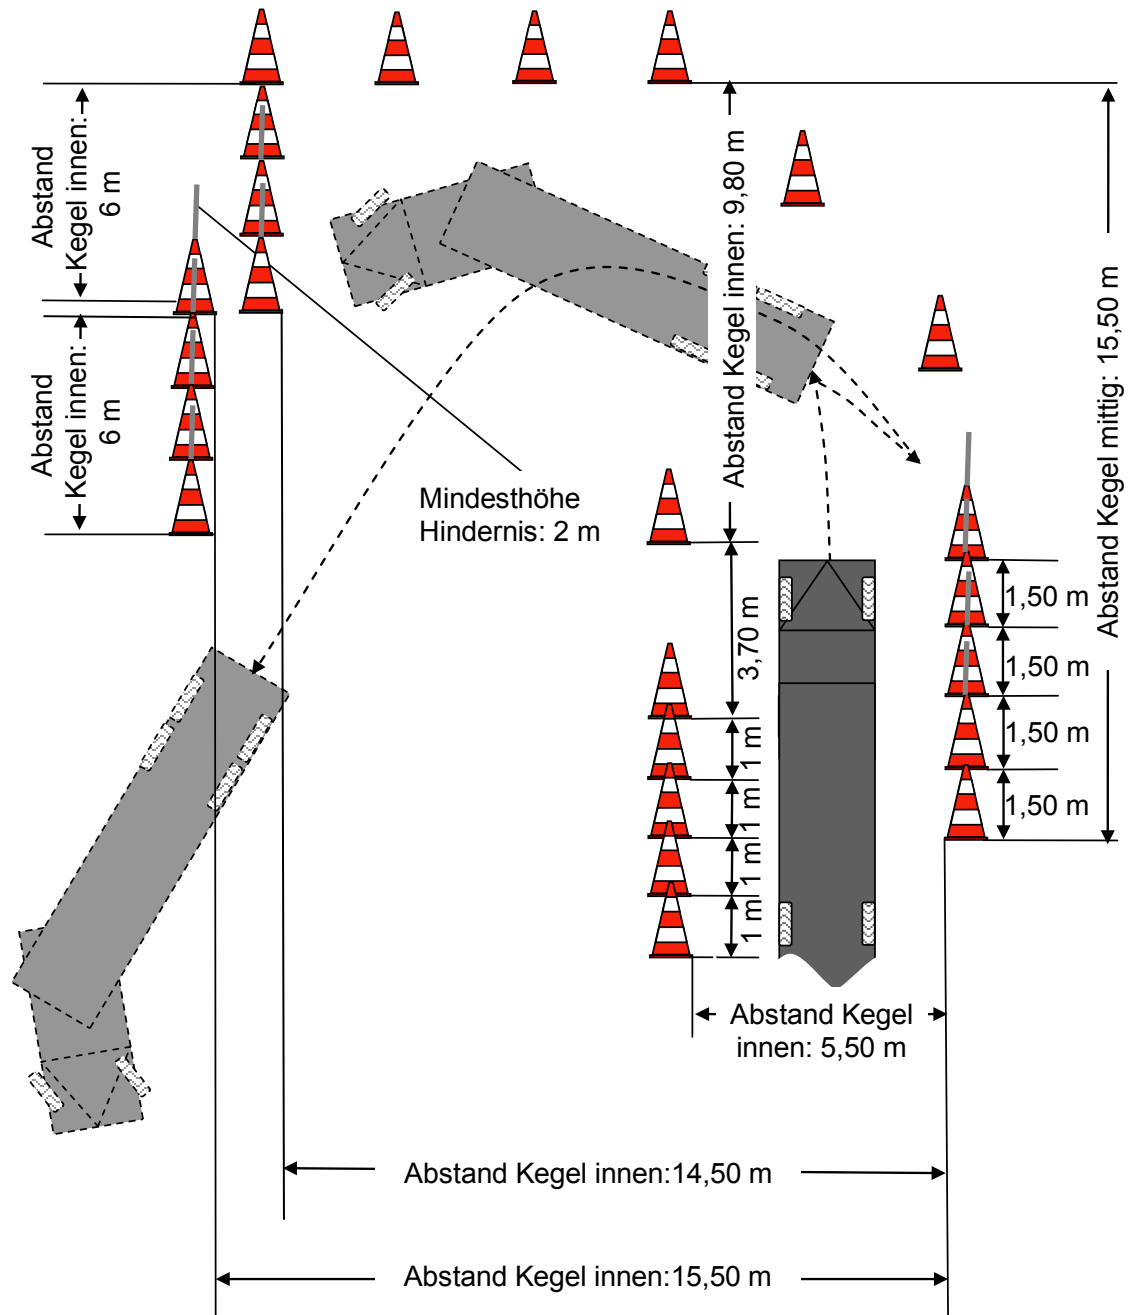 Abstand
Kegel innen:
6 m
Abstand
Kegel innen:
6 m
Abstand Kegel innen: 9,80 m
Abstand Kegel mittig: 15,50 m
Mindesthöhe
Hindernis: 2 m
3,70 m
1 m
1 m
1 m
1 m
1,50 m
1,50 m
1,50 m
1,50 m
Abstand Kegel
innen: 5,50 m
Abstand Kegel innen:14,50 m
Abstand Kegel innen:15,50 m